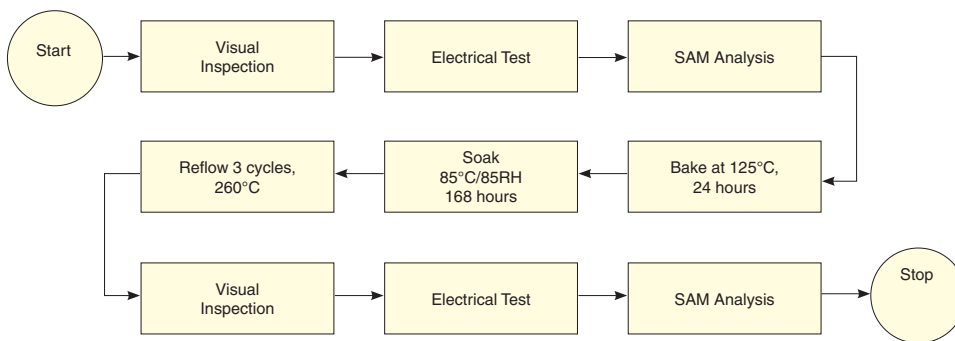 Start
Visual
Inspection
Electrical Test
SAM Analysis
Bake at 125°C,
24 hours
Soak
85°C/85RH
168 hours
Reflow 3 cycles,
260°C
Visual
Inspection
Electrical Test
SAM Analysis
Stop